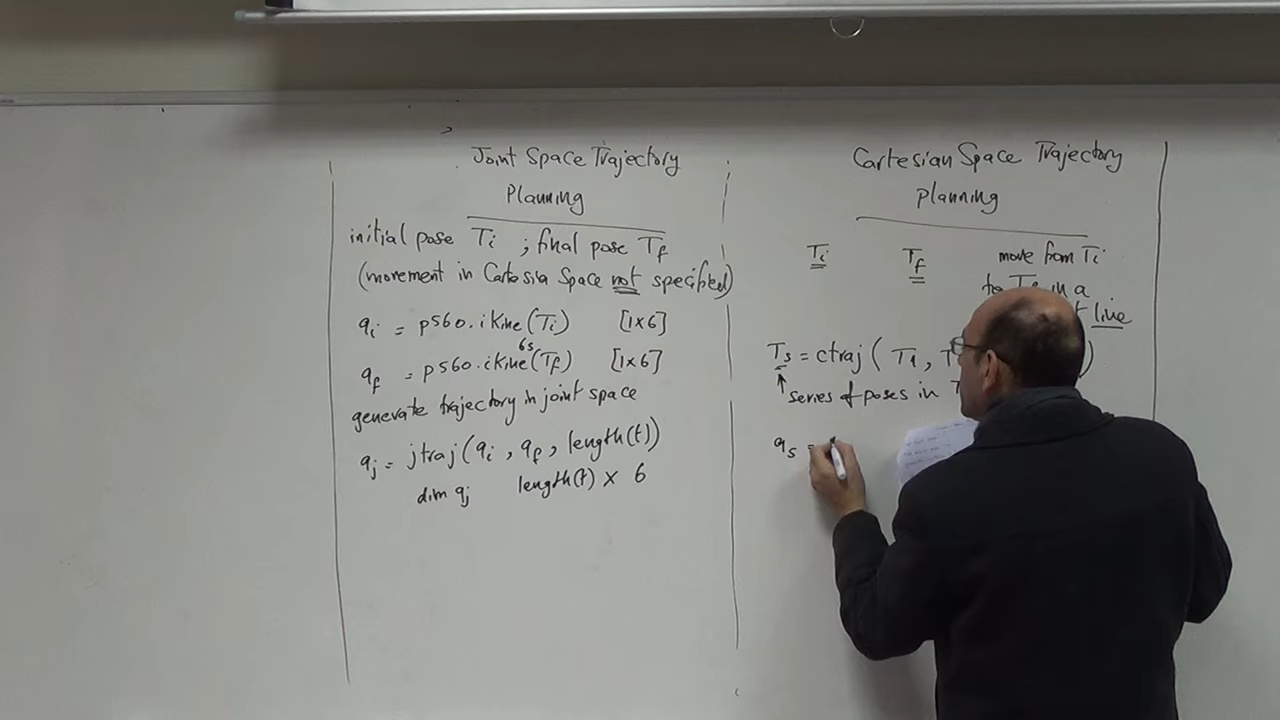 Joint Space Trajectory
Planning
initial pose Ti ; final pose Tf
(movement in Cartesian Space not specified)
qi = p560.ikine(Ti) [1x6]
6s
qf = p560.ikine(Tf) [1x6]
generate trajectory in joint space
qj = jtraj(qi, qf, length(t))
dim qj length(t) x 6
Cartesian Space Trajectory
Planning
Ti Tf move from Ti
to in a
line
Ts = ctraj( T1, T )
series of poses in
qs =